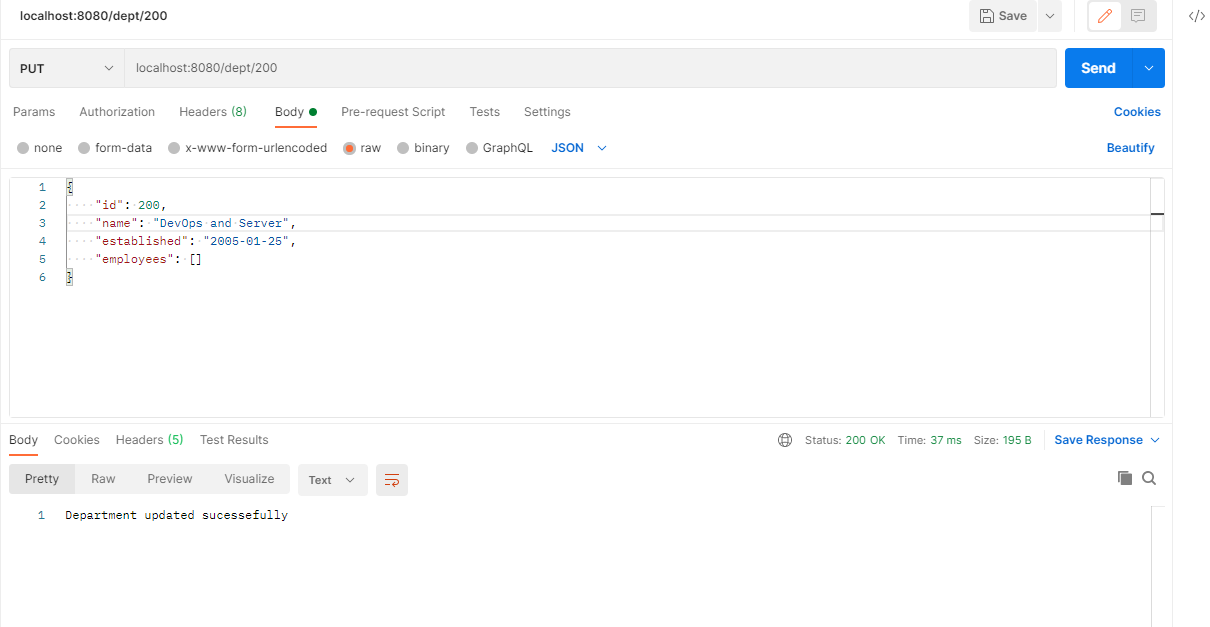 localhost:8080/dept/200
Save
</>
PUT
localhost:8080/dept/200
Send
Params Authorization Headers (8) Body Pre-request Script Tests Settings Cookies
none form-data x-www-form-urlencoded raw binary GraphQL JSON Beautify
1 {
2 ····"id":·200,
3 ····"name":·"DevOps·and·Server",
4 ····"established":·"2005-01-25",
5 ····"employees":·[]
6 }
Body Cookies Headers (5) Test Results Status: 200 OK Time: 37 ms Size: 195 B Save Response
Pretty Raw Preview Visualize Text
1 Department updated sucessefully